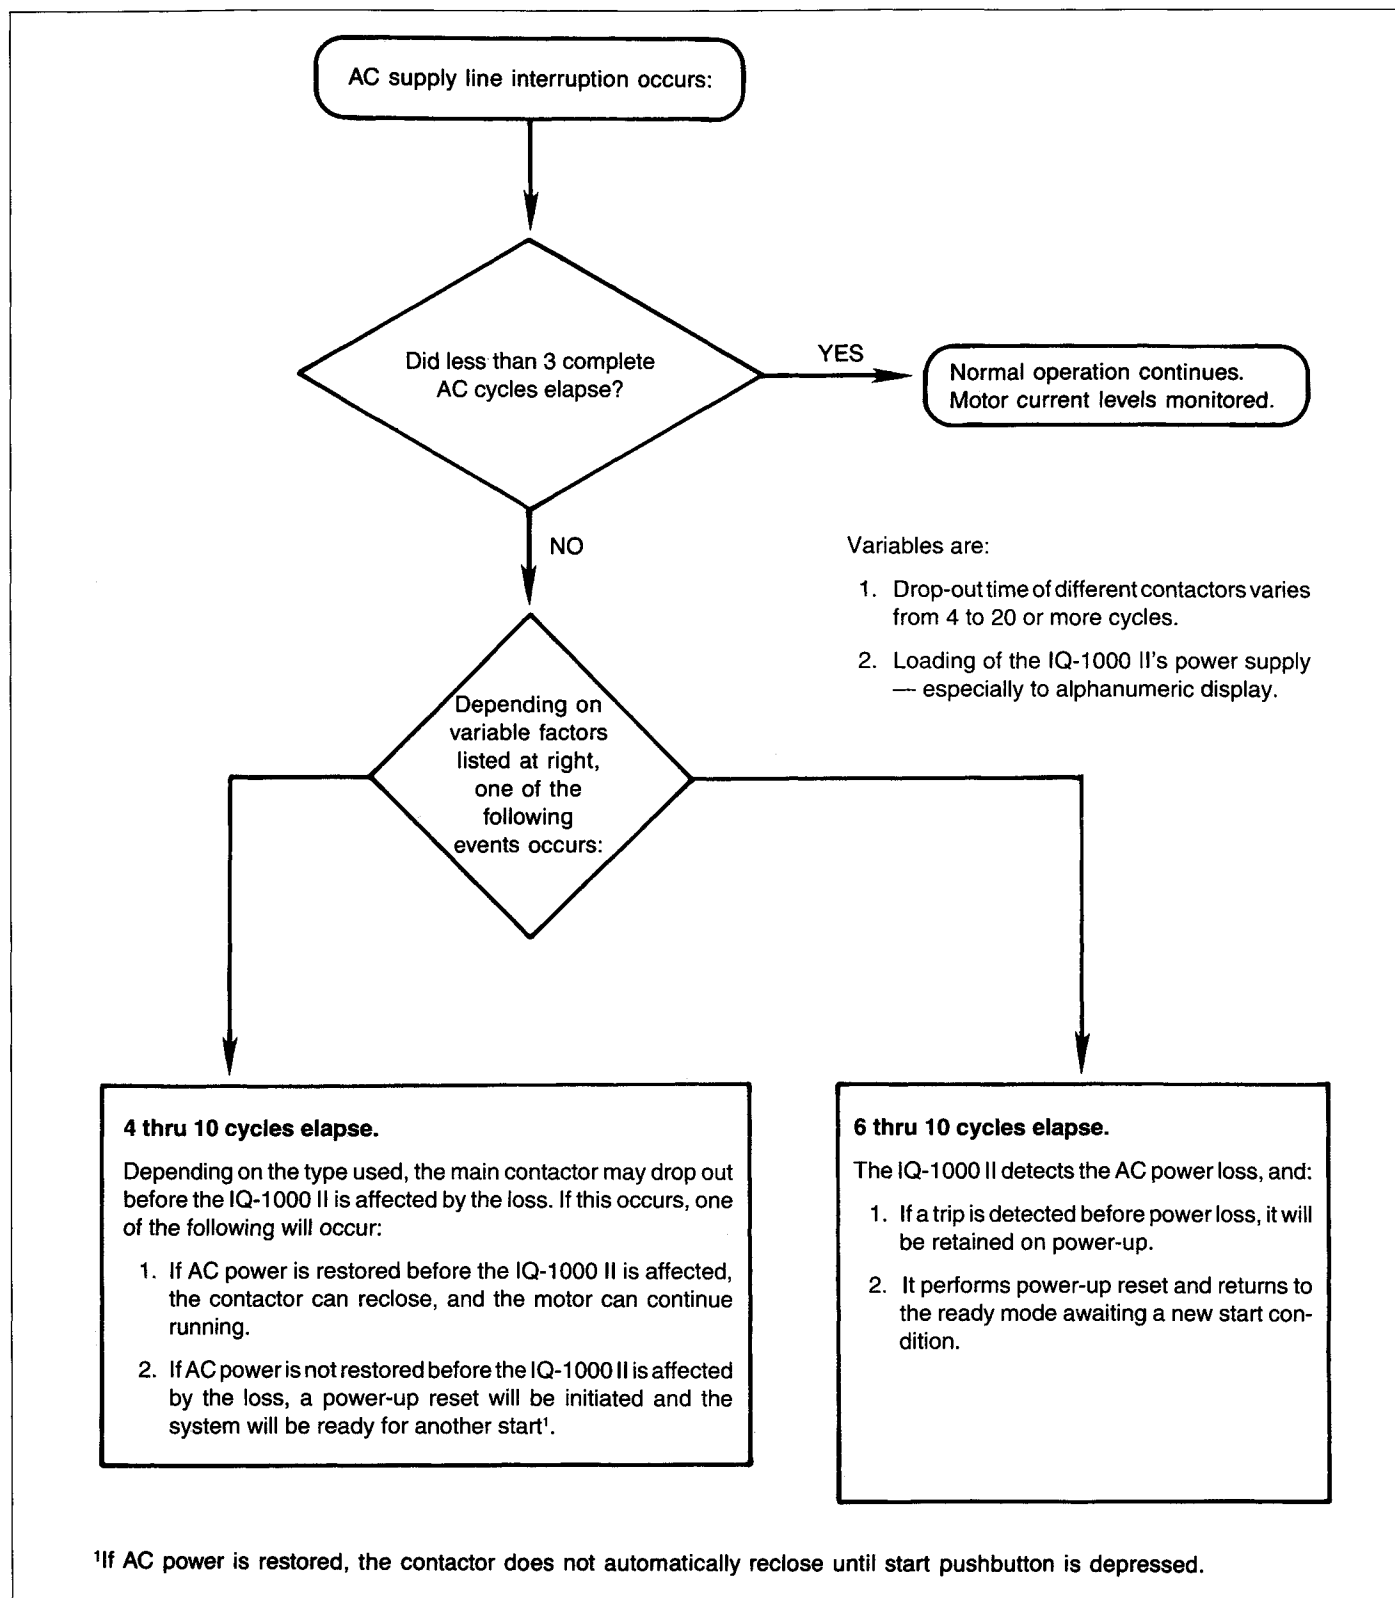 AC supply line interruption occurs:
Did less than 3 complete
AC cycles elapse?
YES
Normal operation continues.
Motor current levels monitored.
NO
Variables are:
1. Drop-out time of different contactors varies
from 4 to 20 or more cycles.
2. Loading of the IQ-1000 II's power supply
— especially to alphanumeric display.
Depending on
variable factors
listed at right,
one of the
following
events occurs:
4 thru 10 cycles elapse.
Depending on the type used, the main contactor may drop out
before the IQ-1000 II is affected by the loss. If this occurs, one
of the following will occur:
1. If AC power is restored before the IQ-1000 II is affected,
the contactor can reclose, and the motor can continue
running.
2. If AC power is not restored before the IQ-1000 II is affected
by the loss, a power-up reset will be initiated and the
system will be ready for another start¹.
6 thru 10 cycles elapse.
The IQ-1000 II detects the AC power loss, and:
1. If a trip is detected before power loss, it will
be retained on power-up.
2. It performs power-up reset and returns to
the ready mode awaiting a new start con-
dition.
¹If AC power is restored, the contactor does not automatically reclose until start pushbutton is depressed.